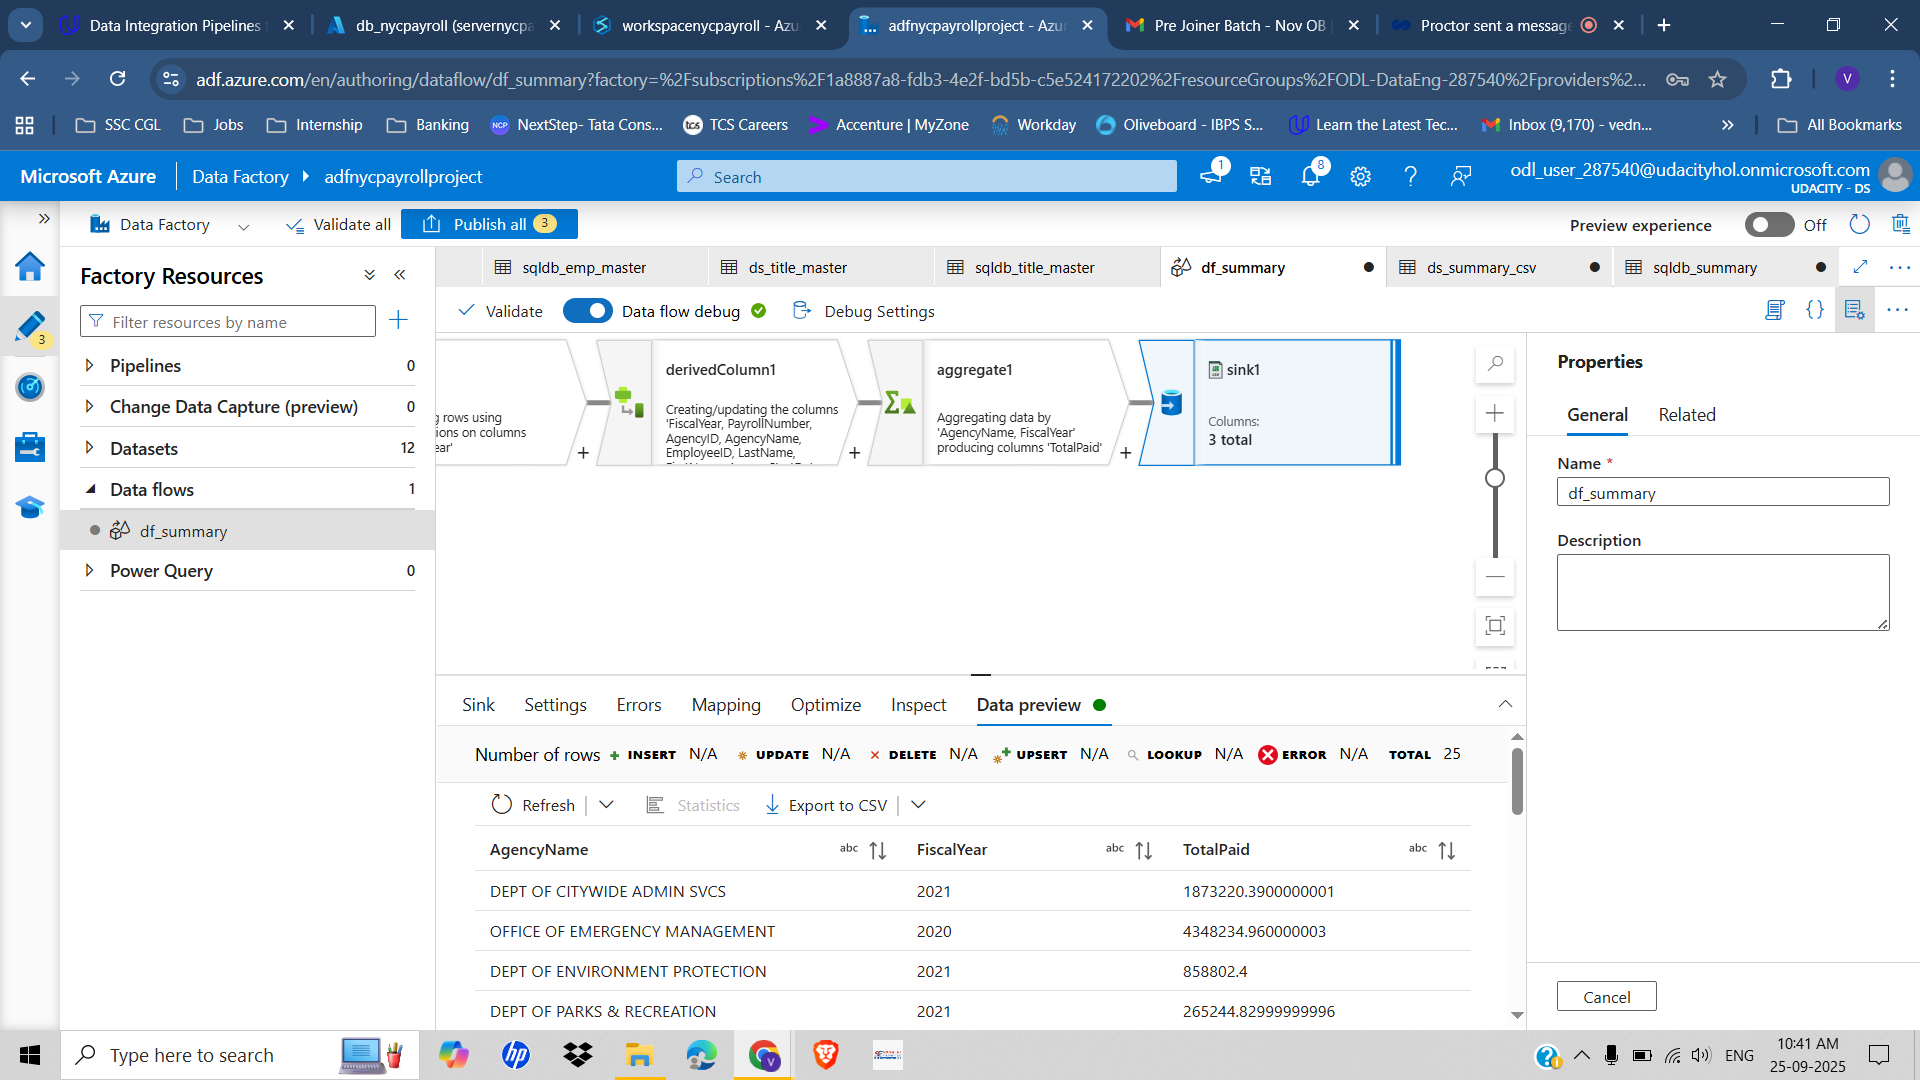 Data Integration Pipelines
db_nycpayroll (servernycpa
workspacenycpayroll - Azu
adfnycpayrollproject - Azu
Pre Joiner Batch - Nov OB
Proctor sent a message
adf.azure.com/en/authoring/dataflow/df_summary?factory=%2Fsubscriptions%2F1a8887a8-fdb3-4e2f-bd5b-c5e524172202%2FresourceGroups%2FODL-DataEng-287540%2Fproviders%2...
V
SSC CGL
Jobs
Internship
Banking
NextStep- Tata Cons...
TCS Careers
Accenture | MyZone
Workday
Oliveboard - IBPS S...
Learn the Latest Tec...
Inbox (9,170) - vedn...
»
All Bookmarks
Microsoft Azure
Data Factory
adfnycpayrollproject
Search
1
8
odl_user_287540@udacityhol.onmicrosoft.com
UDACITY - DS
Data Factory
Validate all
Publish all 3
Preview experience
Off
3
Factory Resources
Filter resources by name
Pipelines 0
Change Data Capture (preview) 0
Datasets 12
Data flows 1
df_summary
Power Query 0
sqldb_emp_master
ds_title_master
sqldb_title_master
df_summary
ds_summary_csv
sqldb_summary
Validate
Data flow debug
Debug Settings
g rows using
ions on columns
ear'
derivedColumn1
Creating/updating the columns
'FiscalYear, PayrollNumber,
AgencyID, AgencyName,
EmployeeID, LastName,
aggregate1
Aggregating data by
'AgencyName, FiscalYear'
producing columns 'TotalPaid'
sink1
Columns:
3 total
Properties
General
Related
Name *
df_summary
Description
Cancel
Sink
Settings
Errors
Mapping
Optimize
Inspect
Data preview
Number of rows + INSERT N/A UPDATE N/A × DELETE N/A UPSERT N/A LOOKUP N/A ERROR N/A TOTAL 25
Refresh
Statistics
Export to CSV
AgencyName abc FiscalYear abc TotalPaid abc
DEPT OF CITYWIDE ADMIN SVCS 2021 1873220.3900000001
OFFICE OF EMERGENCY MANAGEMENT 2020 4348234.960000003
DEPT OF ENVIRONMENT PROTECTION 2021 858802.4
DEPT OF PARKS & RECREATION 2021 265244.82999999996
Type here to search
ENG
10:41 AM
25-09-2025